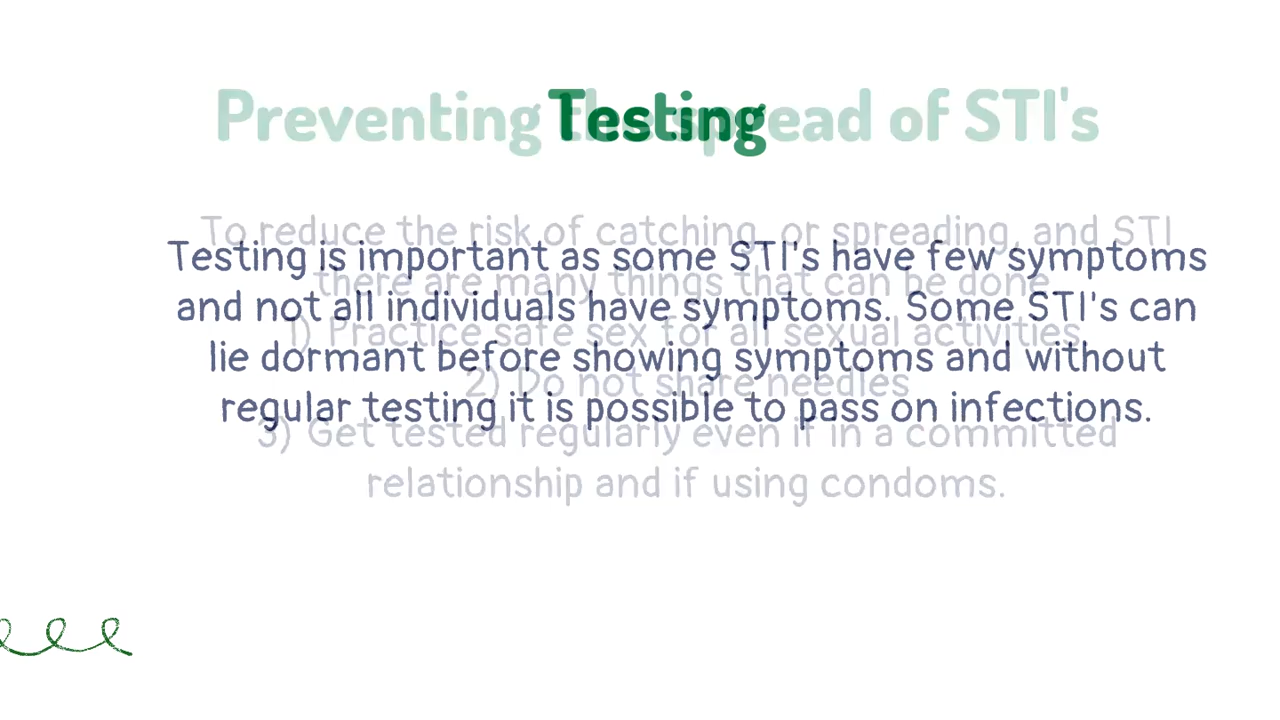 Preventing the spread of STI's
Testing
To reduce the risk of catching, or spreading, and STI
there are many things that can be done
1) Practice safe sex for all sexual activities
2) Do not share needles
3) Get tested regularly even if in a committed
relationship and if using condoms.
Testing is important as some STI's have few symptoms
and not all individuals have symptoms. Some STI's can
lie dormant before showing symptoms and without
regular testing it is possible to pass on infections.